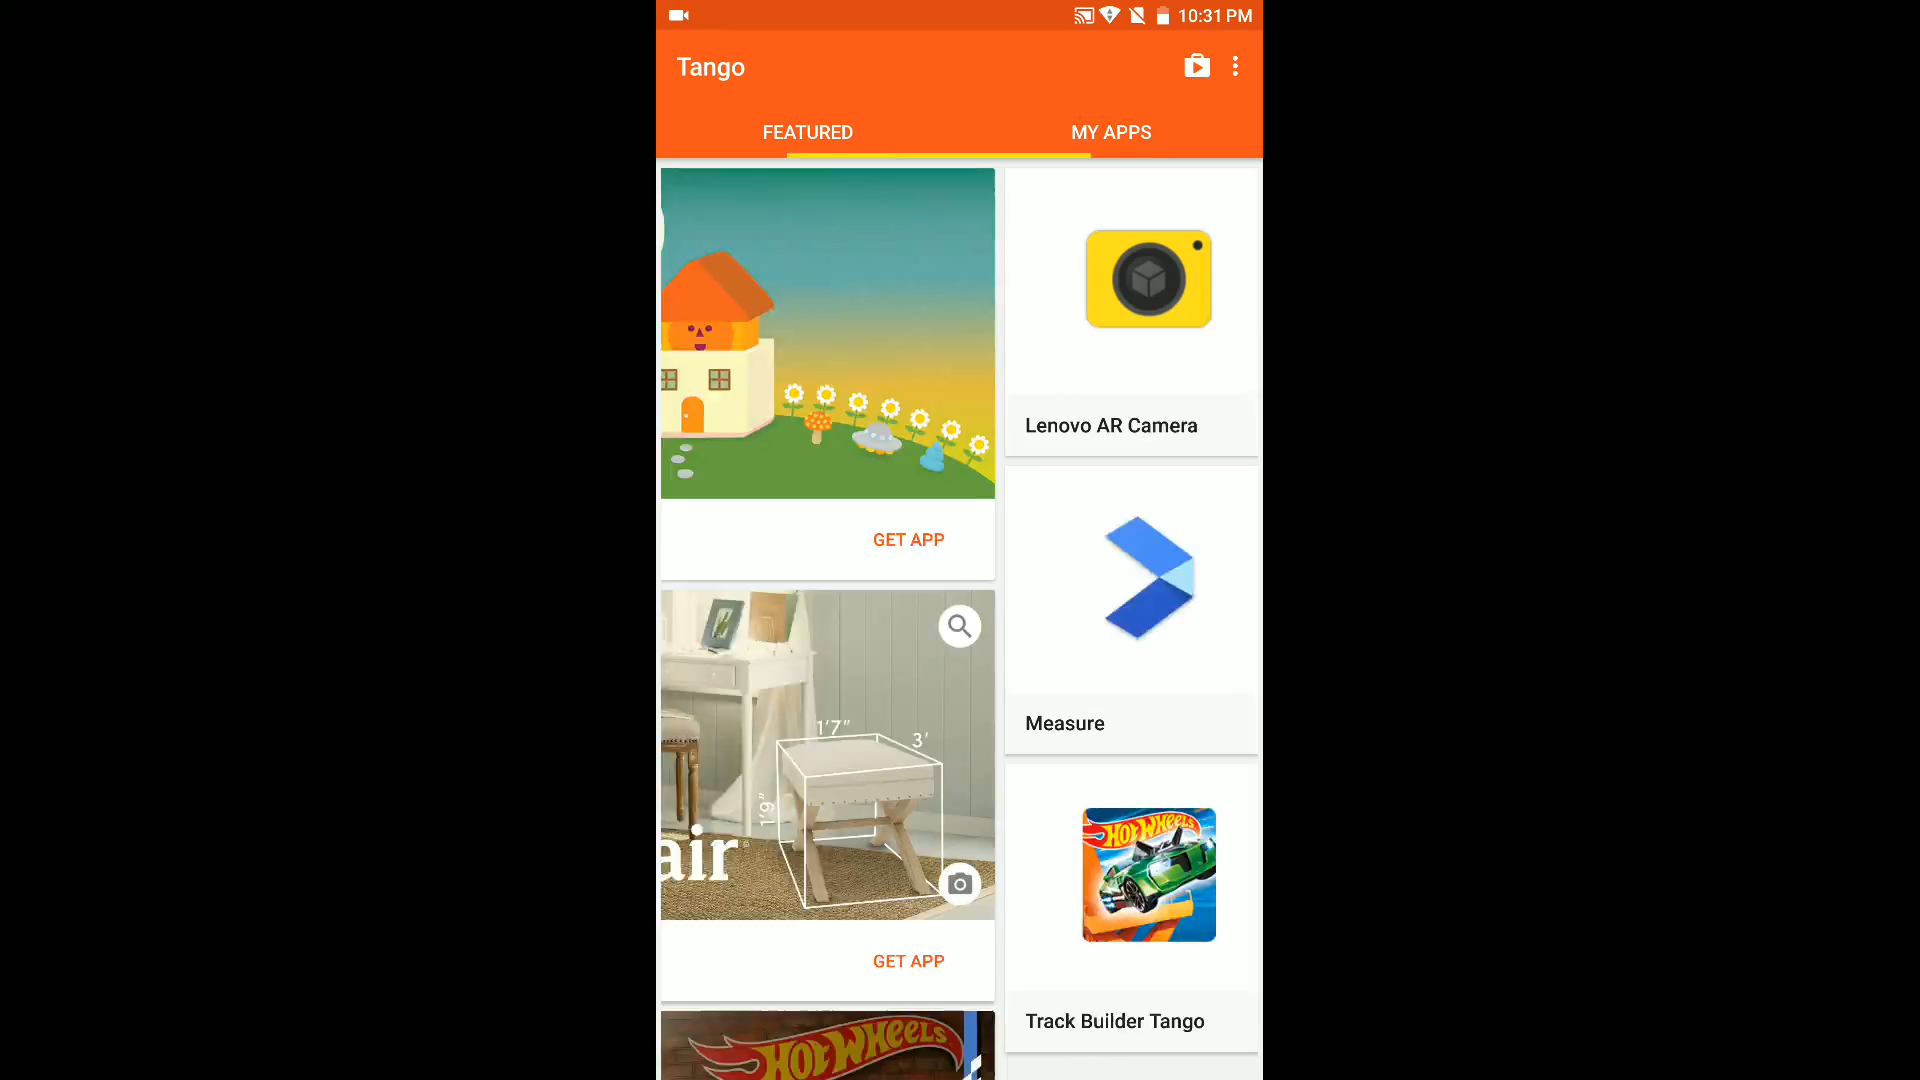 10:31 PM
Tango
FEATURED
MY APPS
Lenovo AR Camera
GET APP
1'7"
3'
1'9"
air
Measure
GET APP
HOT WHEELS
Track Builder Tango
HOT WHEELS